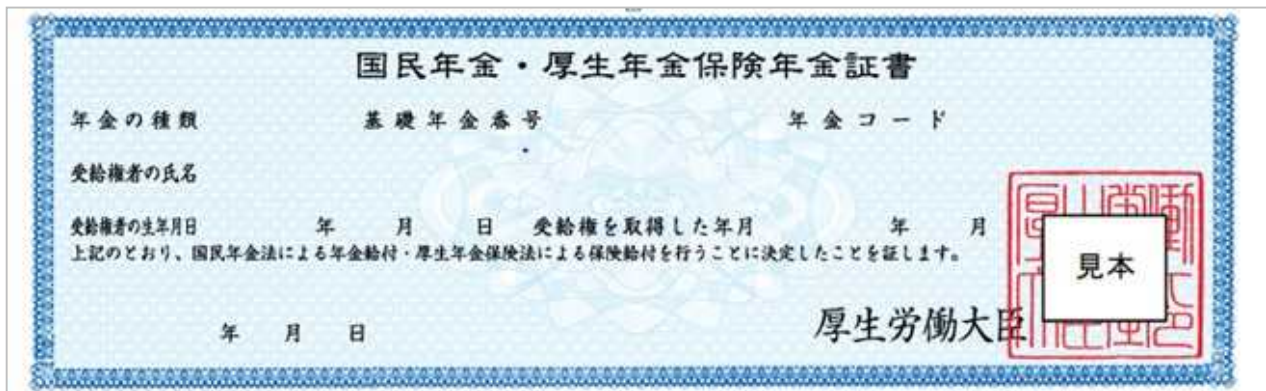 国民年金・厚生年金保険年金証書
年金の種類 基礎年金番号 年金コード
受給権者の氏名
受給権者の生年月日 年 月 日 受給権を取得した年月 年 月
上記のとおり、国民年金法による年金給付・厚生年金保険法による保険給付を行うことに決定したことを証します。
見本
年 月 日 厚生労働大臣